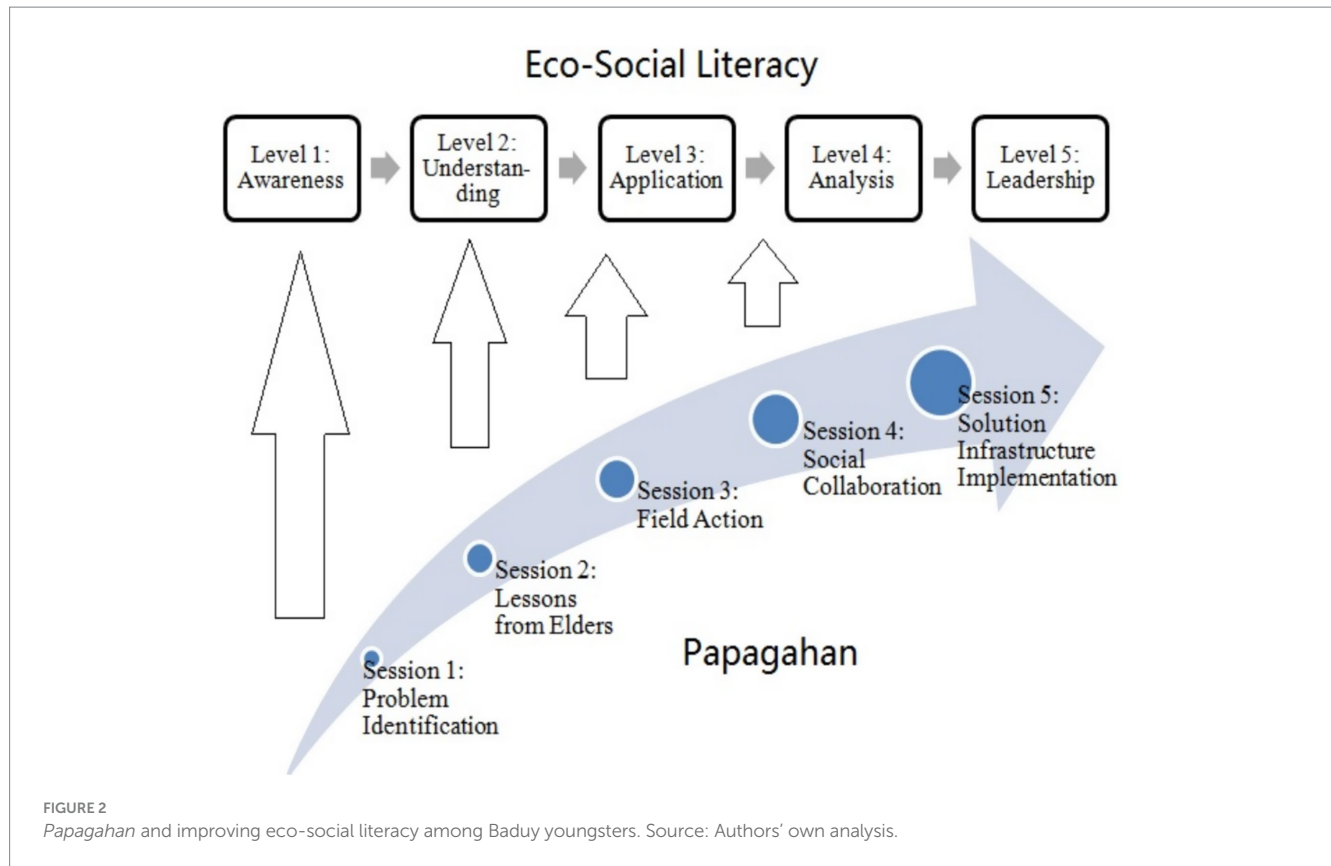 Eco-Social Literacy
Level 1:
Awareness
Level 2:
Understan-
ding
Level 3:
Application
Level 4:
Analysis
Level 5:
Leadership
Session 5:
Solution
Infrastructure
Implementation
Session 4:
Social
Collaboration
Session 3:
Field Action
Session 2:
Lessons
from Elders
Papagahan
Session 1:
Problem
Identification
FIGURE 2
Papagahan and improving eco-social literacy among Baduy youngsters. Source: Authors' own analysis.